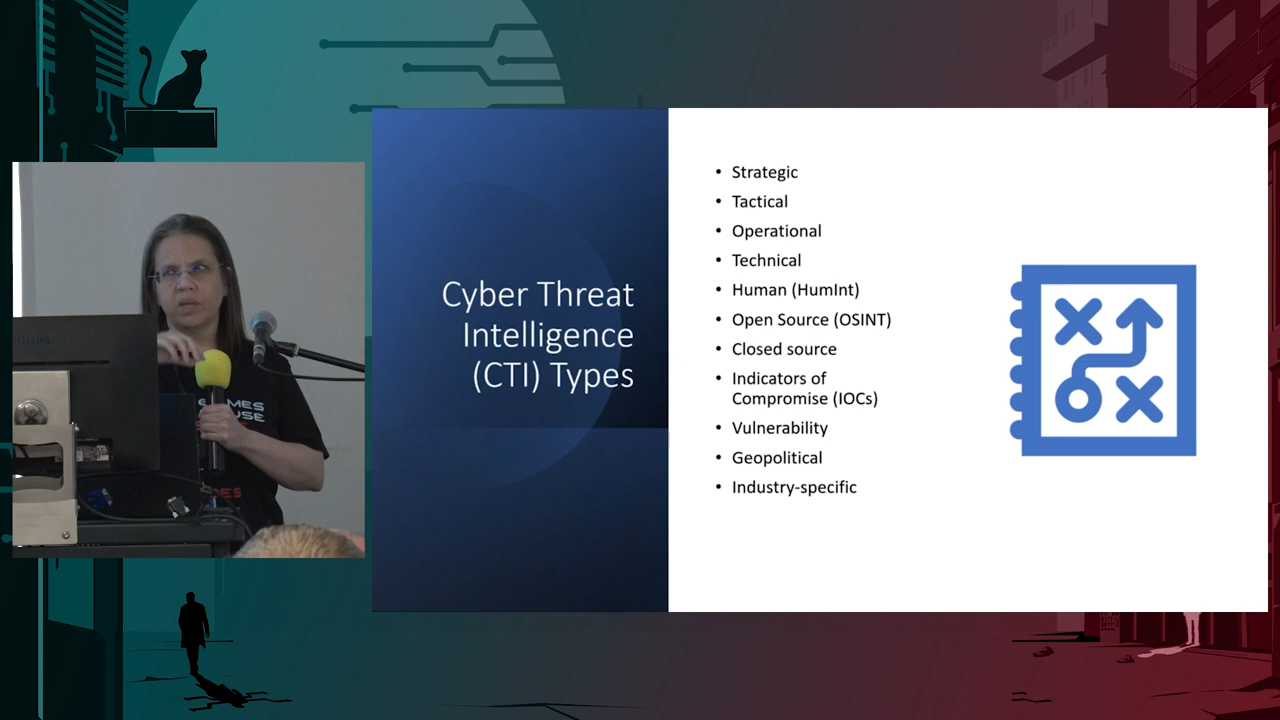 Cyber Threat
Intelligence
(CTI) Types
• Strategic
• Tactical
• Operational
• Technical
• Human (HumInt)
• Open Source (OSINT)
• Closed source
• Indicators of
Compromise (IOCs)
• Vulnerability
• Geopolitical
• Industry-specific